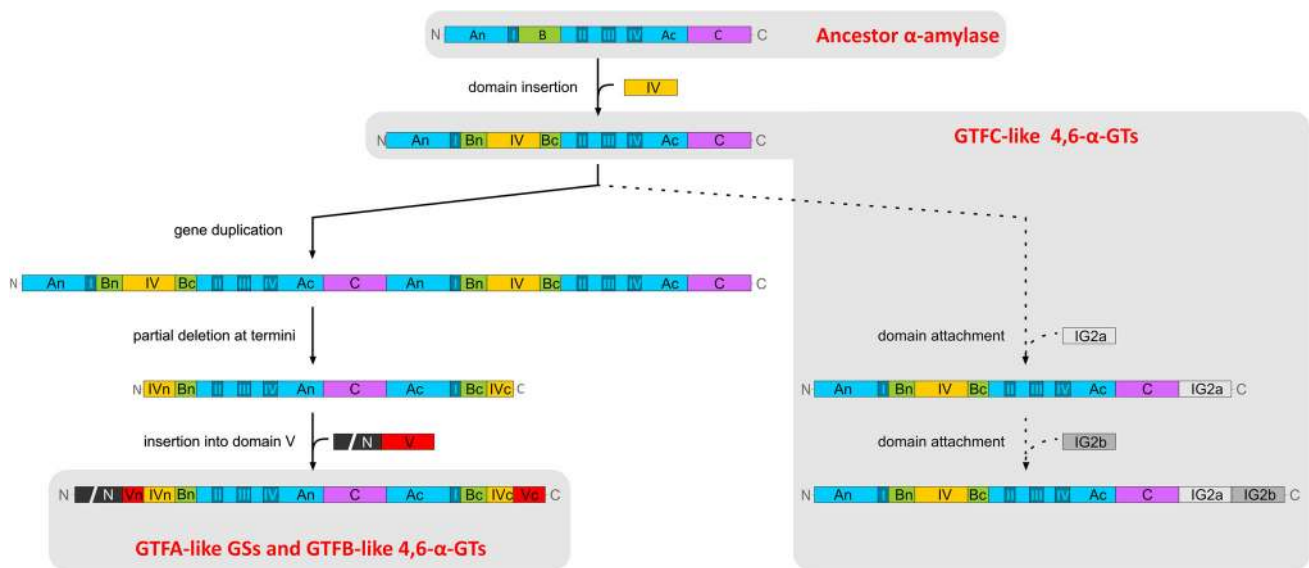 N An I B II III IV Ac C C
Ancestor α-amylase
domain insertion IV
N An I Bn IV Bc II III IV Ac C C
GTFC-like 4,6-α-GTs
gene duplication
N An I Bn IV Bc II III IV Ac C An I Bn IV Bc II III IV Ac C C
partial deletion at termini
domain attachment IG2a
N IVn Bn II III IV An C Ac I Bc IVc C
N An I Bn IV Bc II III IV Ac C IG2a C
insertion into domain V / N V
domain attachment IG2b
N / N Vn IVn Bn II III IV An C Ac I Bc IVc Vc C
N An I Bn IV Bc II III IV Ac C IG2a IG2b C
GTFA-like GSs and GTFB-like 4,6-α-GTs